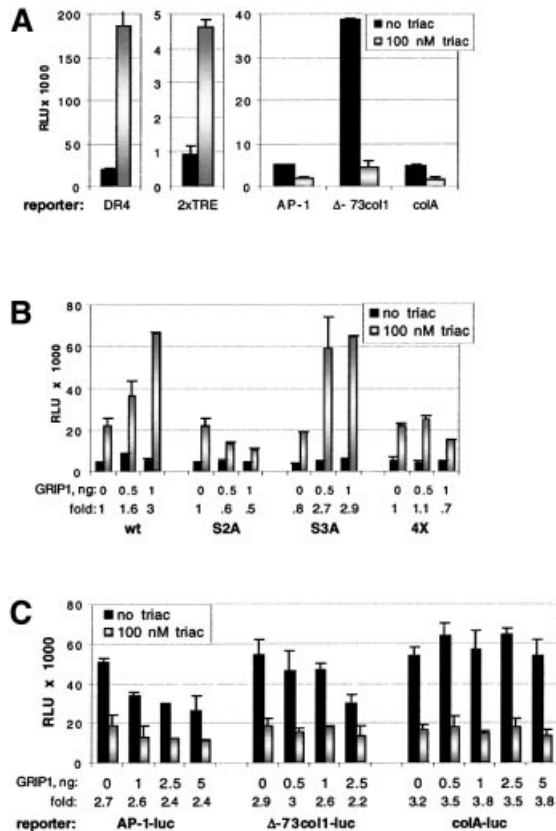 A
RLU x 1000
200
150
100
50
0
5
4
3
2
1
0
40
30
20
10
0
no triac
100 nM triac
reporter: DR4 2xTRE AP-1 Δ-73col1 colA
B
RLU x 1000
80
60
40
20
0
no triac
100 nM triac
GRIP1, ng: 0 0.5 1 0 0.5 1 0 0.5 1 0 0.5 1
fold: 1 1.6 3 1 .6 .5 .8 2.7 2.9 1 1.1 .7
wt S2A S3A 4X
C
RLU x 1000
80
60
40
20
0
no triac
100 nM triac
GRIP1, ng: 0 1 2.5 5 0 0.5 1 2.5 0 0.5 1 2.5 5
fold: 2.7 2.6 2.4 2.4 2.9 3 2.6 2.2 3.2 3.5 3.8 3.5 3.8
reporter: AP-1-luc Δ-73col1-luc colA-luc